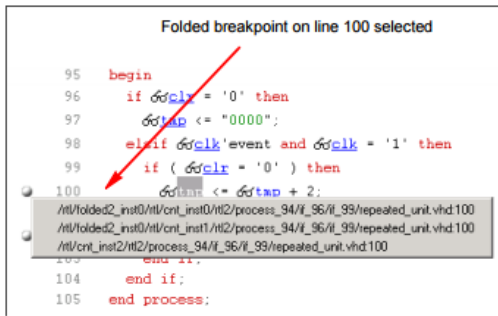 Folded breakpoint on line 100 selected
95 begin
96 if clr = '0' then
97 tmp <= "0000";
98 elsif clk'event and clk = '1' then
99 if ( clr = '0' ) then
100 tmp <= tmp + 2;
/rtl/folded2_inst0/rtl/cnt_inst0/rtl2/process_94/if_96/if_99/repeated_unit.vhd:100
/rtl/folded2_inst0/rtl/cnt_inst1/rtl2/process_94/if_96/if_99/repeated_unit.vhd:100
/rtl/cnt_inst2/rtl2/process_94/if_96/if_99/repeated_unit.vhd:100
103 end if;
104 end if;
105 end process;